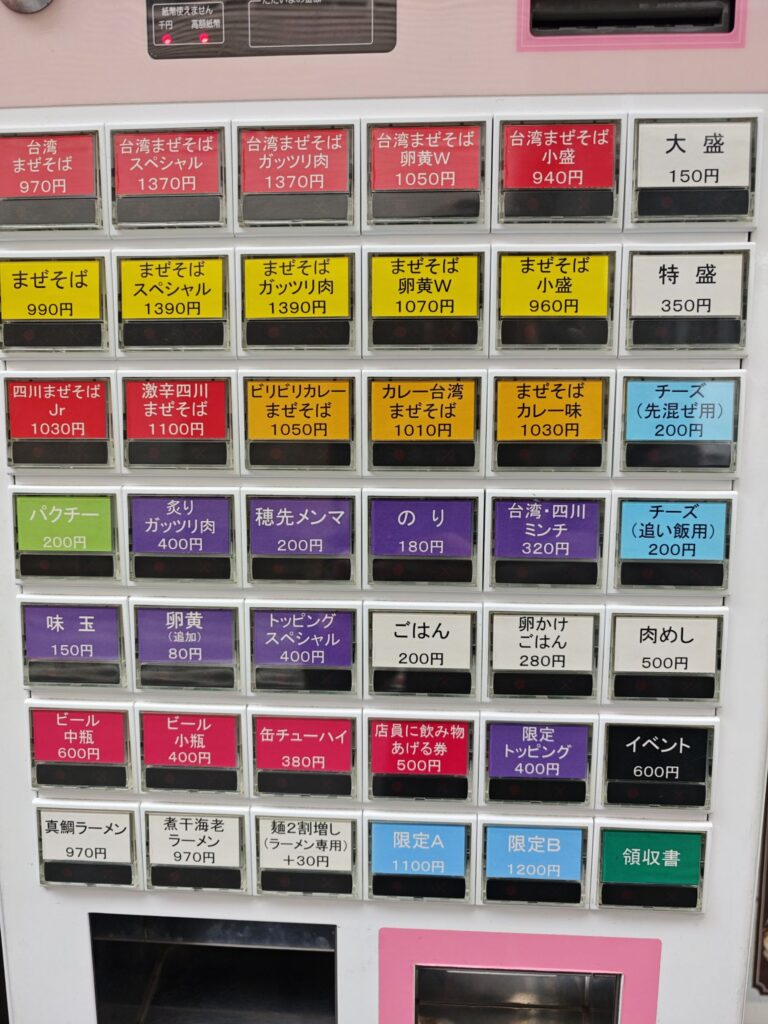 紙幣使えません
千円 高額紙幣
台湾
まぜそば
970円
台湾まぜそば
スペシャル
1370円
台湾まぜそば
ガッツリ肉
1370円
台湾まぜそば
卵黄W
1050円
台湾まぜそば
小盛
940円
大盛
150円
まぜそば
990円
まぜそば
スペシャル
1390円
まぜそば
ガッツリ肉
1390円
まぜそば
卵黄W
1070円
まぜそば
小盛
960円
特盛
350円
四川まぜそば
Jr
1030円
激辛四川
まぜそば
1100円
ビリビリカレー
まぜそば
1050円
カレー台湾
まぜそば
1010円
まぜそば
カレー味
1030円
チーズ
(先混ぜ用)
200円
パクチー
200円
炙り
ガッツリ肉
400円
穂先メンマ
200円
のり
180円
台湾・四川
ミンチ
320円
チーズ
(追い飯用)
200円
味玉
150円
卵黄
(追加)
80円
トッピング
スペシャル
400円
ごはん
200円
卵かけ
ごはん
280円
肉めし
500円
ビール
中瓶
600円
ビール
小瓶
400円
缶チューハイ
380円
店員に飲み物
あげる券
500円
限定
トッピング
400円
イベント
600円
真鯛ラーメン
970円
煮干海老
ラーメン
970円
麺2割増し
(ラーメン専用)
+30円
限定A
1100円
限定B
1200円
領収書